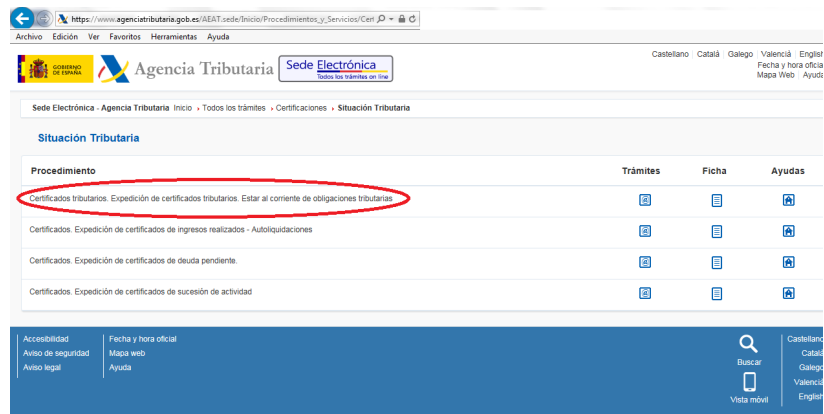 https://www.agenciatributaria.gob.es/AEAT.sede/Inicio/Procedimientos_y_Servicios/Cert
Archivo Edición Ver Favoritos Herramientas Ayuda
Castellano Català Galego Valencià English
Fecha y hora oficia
Mapa Web Ayuda
GOBIERNO DE ESPAÑA
Agencia Tributaria
Sede Electrónica
Todos los trámites on line
Sede Electrónica - Agencia Tributaria Inicio Todos los trámites Certificaciones Situación Tributaria
Situación Tributaria
Procedimiento Trámites Ficha Ayudas
Certificados tributarios. Expedición de certificados tributarios. Estar al corriente de obligaciones tributarias
Certificados. Expedición de certificados de ingresos realizados - Autoliquidaciones
Certificados. Expedición de certificados de deuda pendiente.
Certificados. Expedición de certificados de sucesión de actividad
Accesibilidad
Aviso de seguridad
Aviso legal
Fecha y hora oficial
Mapa web
Ayuda
Buscar
Vista móvil
Castellano
Català
Galego
Valencià
English